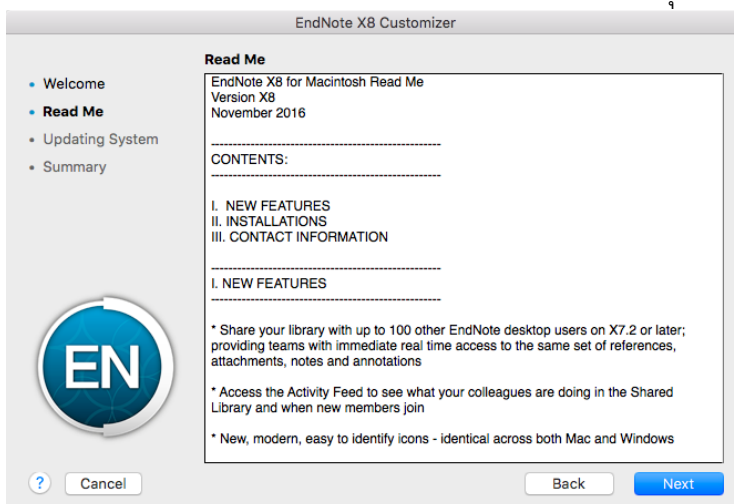 EndNote X8 Customizer
Read Me
• Welcome
• Read Me
• Updating System
• Summary
EndNote X8 for Macintosh Read Me
Version X8
November 2016
-----------------------------------------------------
CONTENTS:
-----------------------------------------------------
I.  NEW FEATURES
II. INSTALLATIONS
III. CONTACT INFORMATION
-----------------------------------------------------
I. NEW FEATURES
-----------------------------------------------------
* Share your library with up to 100 other EndNote desktop users on X7.2 or later;
providing teams with immediate real time access to the same set of references,
attachments, notes and annotations
* Access the Activity Feed to see what your colleagues are doing in the Shared
Library and when new members join
* New, modern, easy to identify icons - identical across both Mac and Windows
EN
? Cancel Back Next